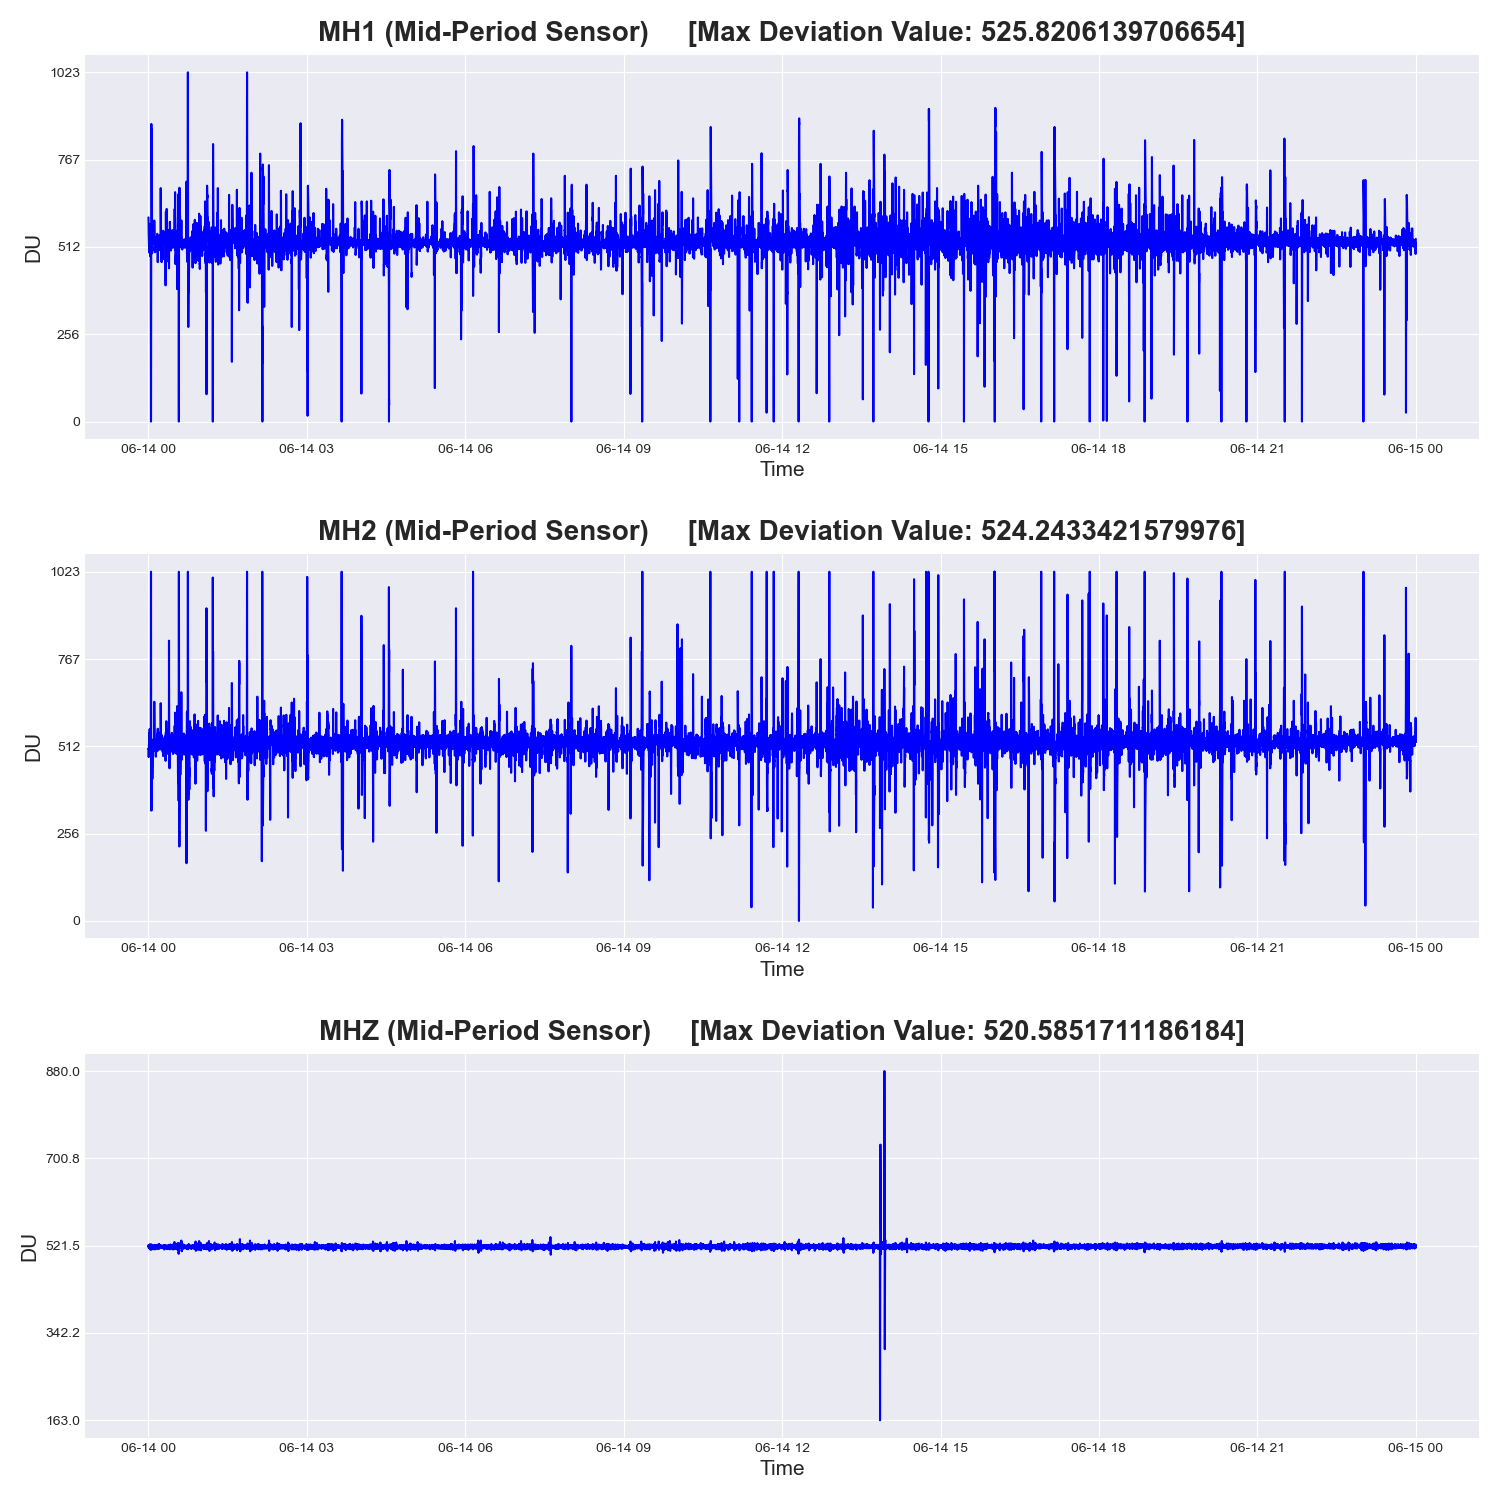 MH1 (Mid-Period Sensor) [Max Deviation Value: 525.8206139706654]
1023
767
512
256
0
DU
06-14 00 06-14 03 06-14 06 06-14 09 06-14 12 06-14 15 06-14 18 06-14 21 06-15 00
Time
MH2 (Mid-Period Sensor) [Max Deviation Value: 524.2433421579976]
1023
767
512
256
0
DU
06-14 00 06-14 03 06-14 06 06-14 09 06-14 12 06-14 15 06-14 18 06-14 21 06-15 00
Time
MHZ (Mid-Period Sensor) [Max Deviation Value: 520.5851711186184]
880.0
700.8
521.5
342.2
163.0
DU
06-14 00 06-14 03 06-14 06 06-14 09 06-14 12 06-14 15 06-14 18 06-14 21 06-15 00
Time